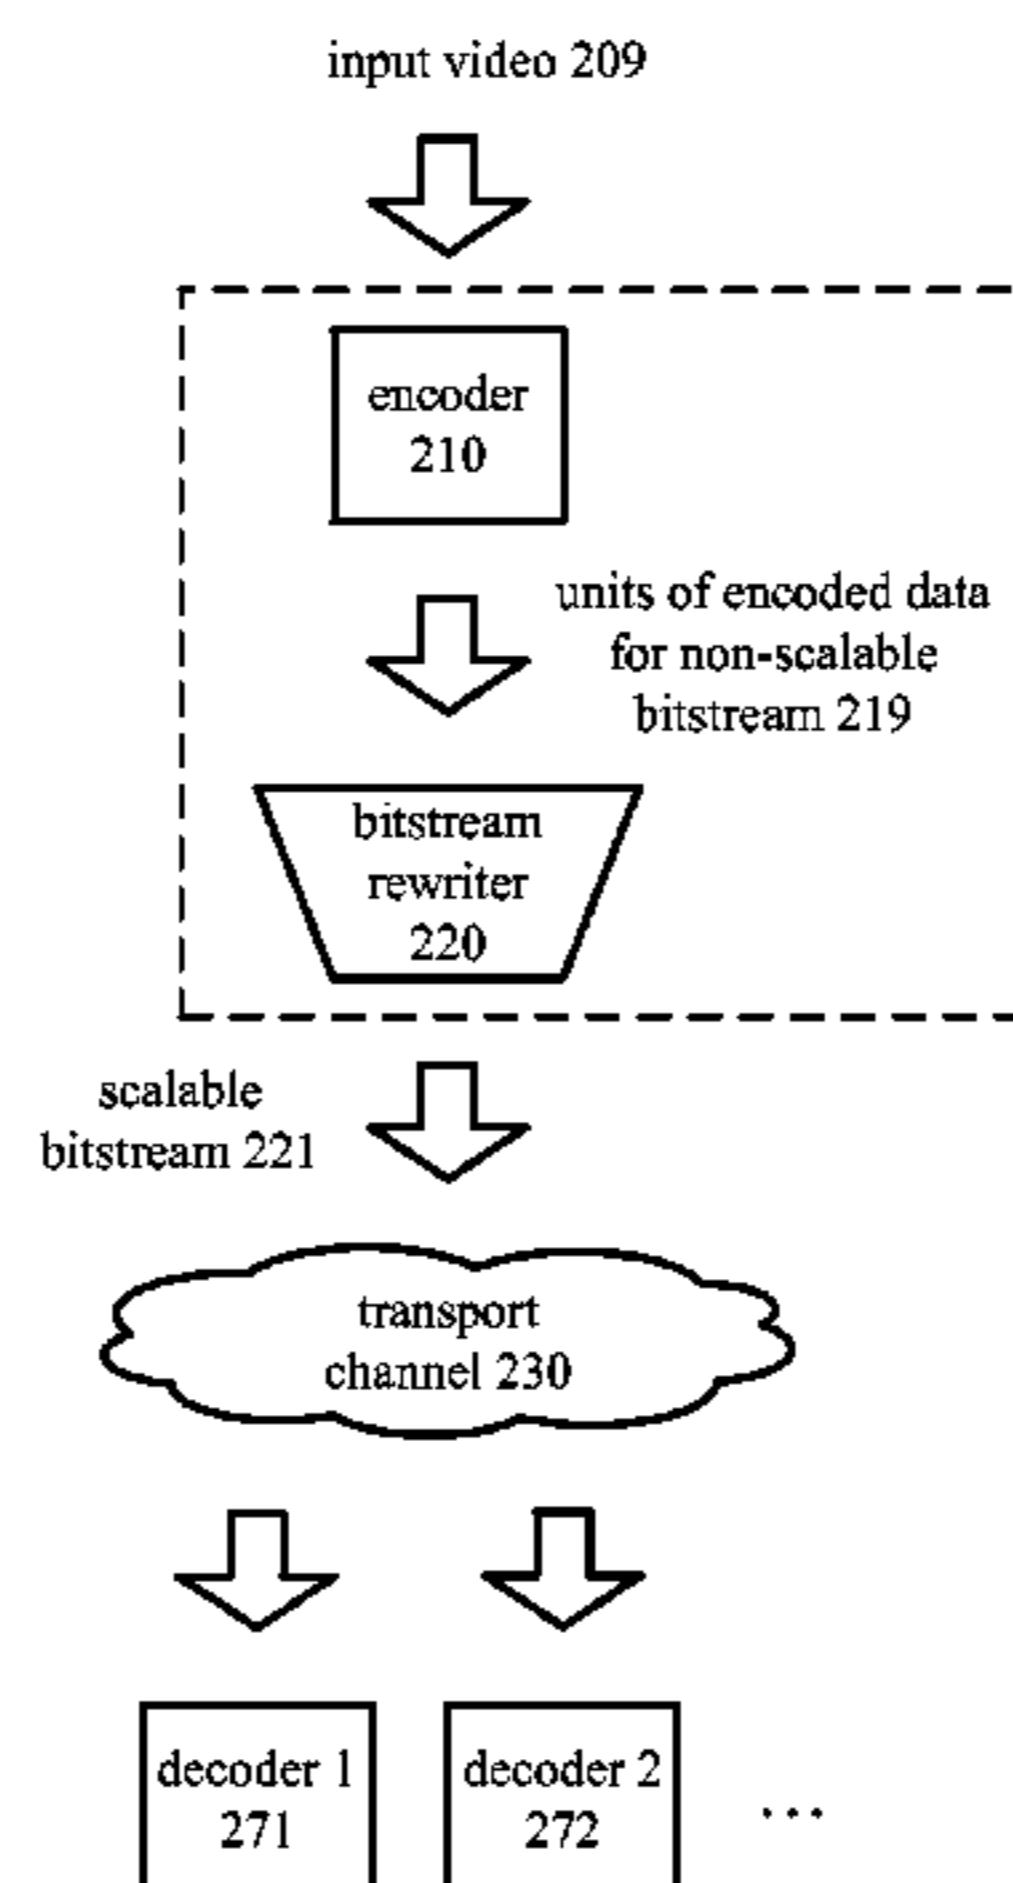 input video 209
encoder
210
units of encoded data
for non-scalable
bitstream 219
bitstream
rewriter
220
scalable
bitstream 221
transport
channel 230
decoder 1
271
decoder 2
272
...